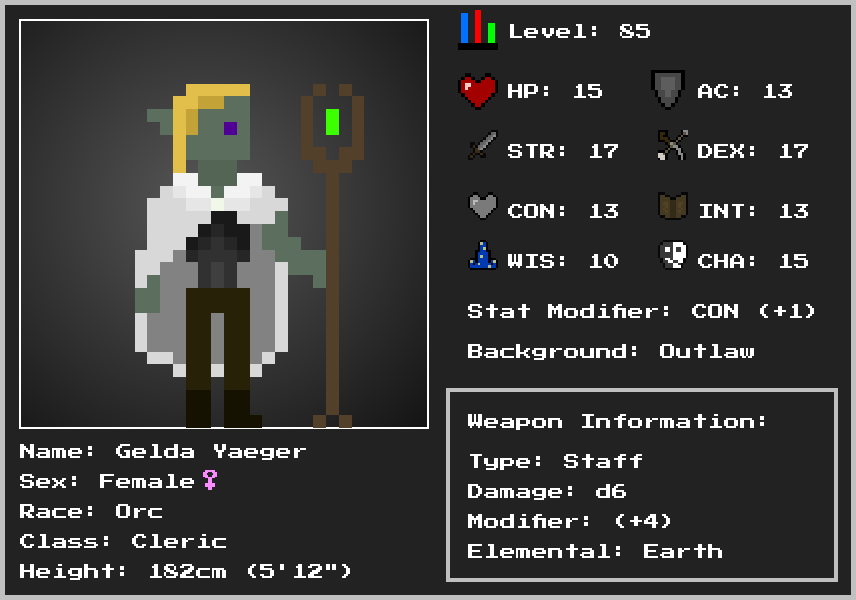 Level: 85
HP: 15 AC: 13
STR: 17 DEX: 17
CON: 13 INT: 13
WIS: 10 CHA: 15
Stat Modifier: CON (+1)
Background: Outlaw
Weapon Information:
Type: Staff
Damage: d6
Modifier: (+4)
Elemental: Earth
Name: Gelda Yaeger
Sex: Female♀
Race: Orc
Class: Cleric
Height: 182cm (5'12")